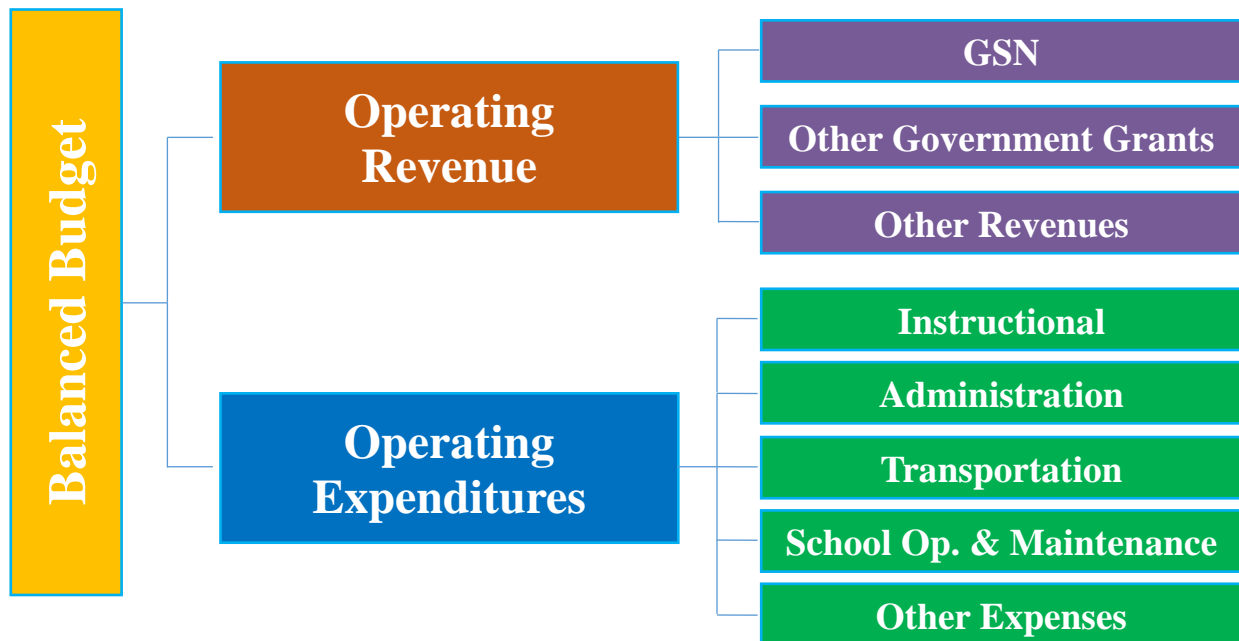 Balanced Budget
Operating
Revenue
GSN
Other Government Grants
Other Revenues
Operating
Expenditures
Instructional
Administration
Transportation
School Op. & Maintenance
Other Expenses